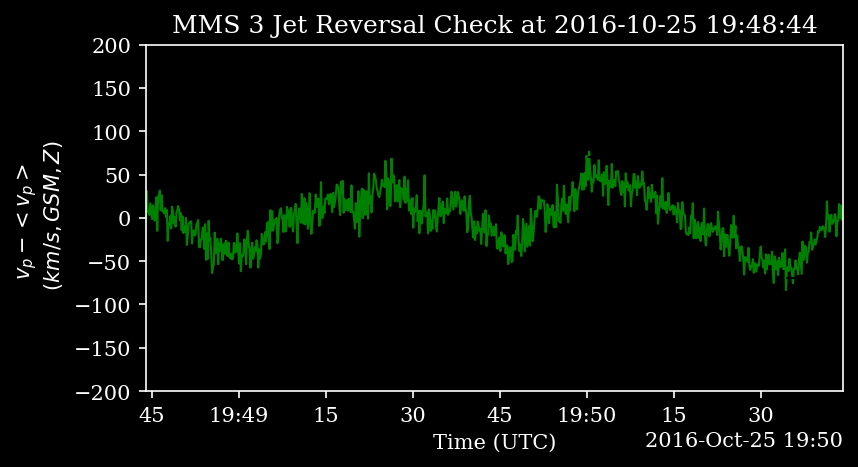 MMS 3 Jet Reversal Check at 2016-10-25 19:48:44
200
150
100
50
0
−50
−100
−150
−200
v_p − < v_p >
(km/s, GSM, Z)
45 19:49 15 30 45 19:50 15 30
Time (UTC)
2016-Oct-25 19:50